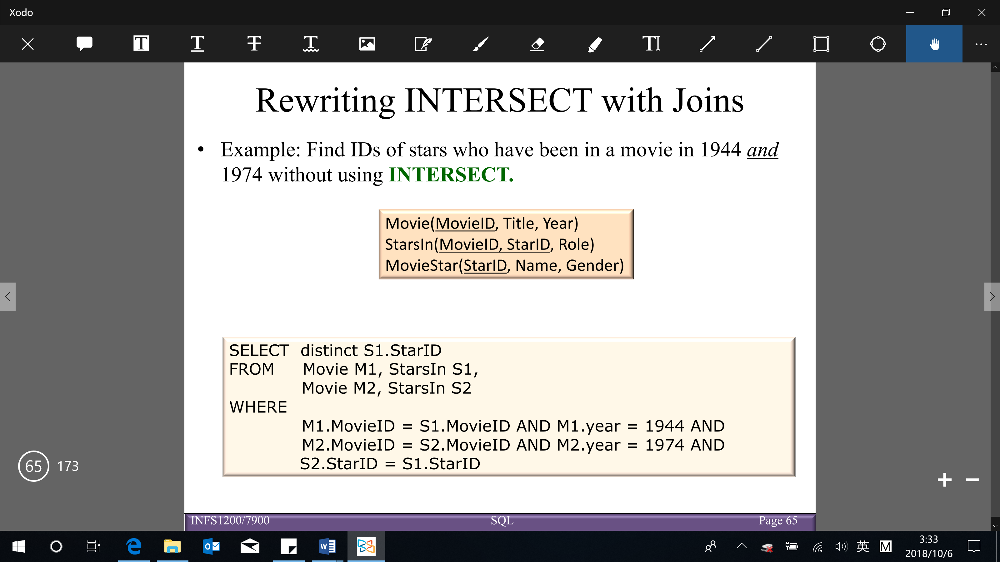 Xodo
Rewriting INTERSECT with Joins
• Example: Find IDs of stars who have been in a movie in 1944 and
1974 without using INTERSECT.
Movie(MovieID, Title, Year)
StarsIn(MovieID, StarID, Role)
MovieStar(StarID, Name, Gender)
SELECT distinct S1.StarID
FROM Movie M1, StarsIn S1,
Movie M2, StarsIn S2
WHERE
M1.MovieID = S1.MovieID AND M1.year = 1944 AND
M2.MovieID = S2.MovieID AND M2.year = 1974 AND
S2.StarID = S1.StarID
65 173
INFS1200/7900 SQL Page 65
英 M 3:33
2018/10/6